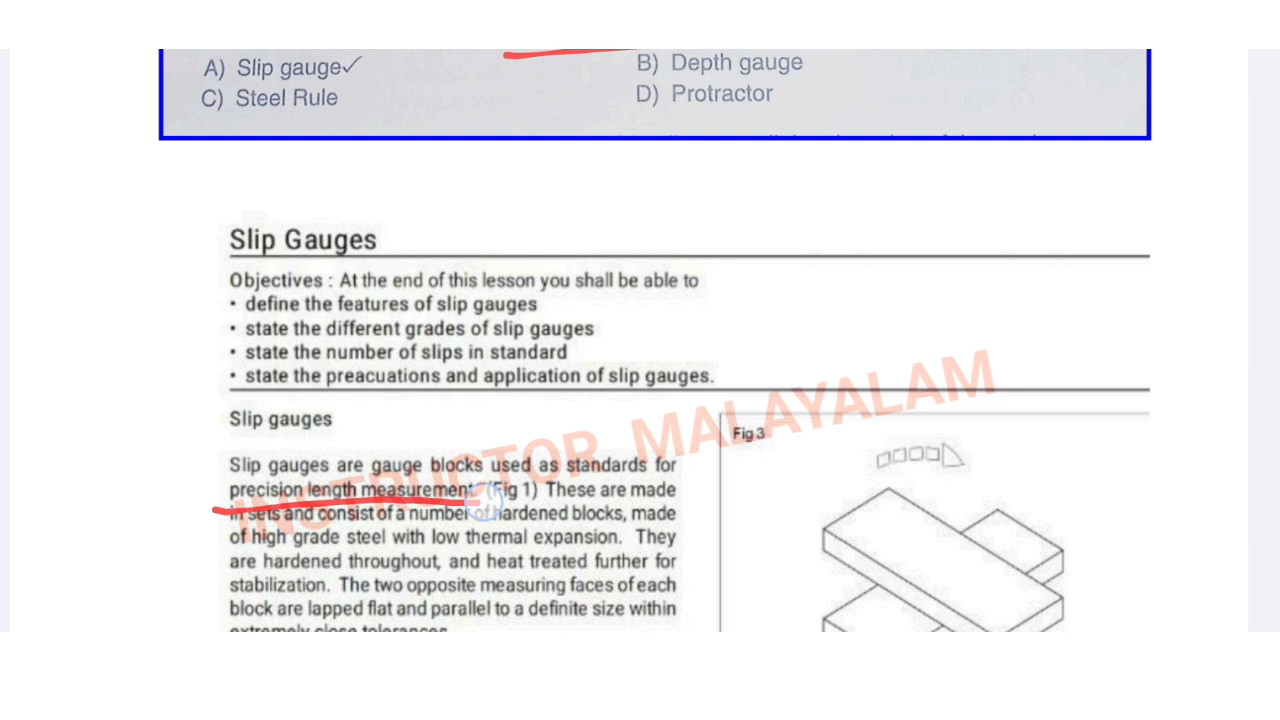 A) Slip gauge✓
B) Depth gauge
C) Steel Rule
D) Protractor
Slip Gauges
Objectives : At the end of this lesson you shall be able to
• define the features of slip gauges
• state the different grades of slip gauges
• state the number of slips in standard
• state the preacuations and application of slip gauges.
Slip gauges
Slip gauges are gauge blocks used as standards for
precision length measurement (Fig 1) These are made
in sets and consist of a number of hardened blocks, made
of high grade steel with low thermal expansion. They
are hardened throughout, and heat treated further for
stabilization. The two opposite measuring faces of each
block are lapped flat and parallel to a definite size within
extremely close tolerances.
Fig 3
INSTRUCTOR MALAYALAM